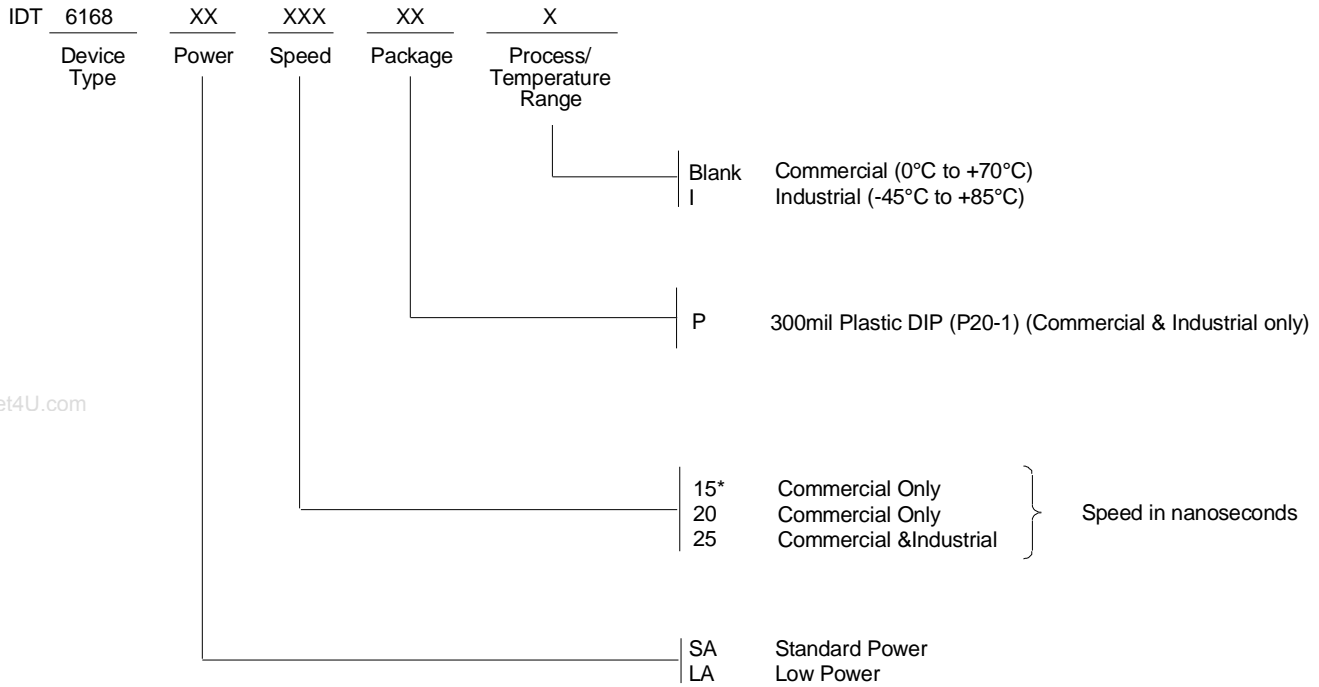 IDT 6168 XX XXX XX X
Device Type Power Speed Package Process/ Temperature Range
Blank Commercial (0°C to +70°C)
I Industrial (-45°C to +85°C)
P 300mil Plastic DIP (P20-1) (Commercial & Industrial only)
et4U.com
15* Commercial Only
20 Commercial Only
25 Commercial &Industrial
Speed in nanoseconds
SA Standard Power
LA Low Power